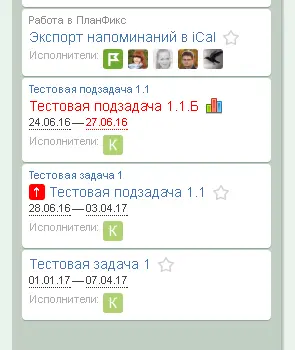 Работа в ПланФикс
Экспорт напоминаний в iCal
Исполнители:
Тестовая подзадача 1.1
Тестовая подзадача 1.1.Б
24.06.16 — 27.06.16
Исполнители: К
Тестовая задача 1
Тестовая подзадача 1.1
28.06.16 — 03.04.17
Исполнители: К
Тестовая задача 1
01.01.17 — 07.04.17
Исполнители: К